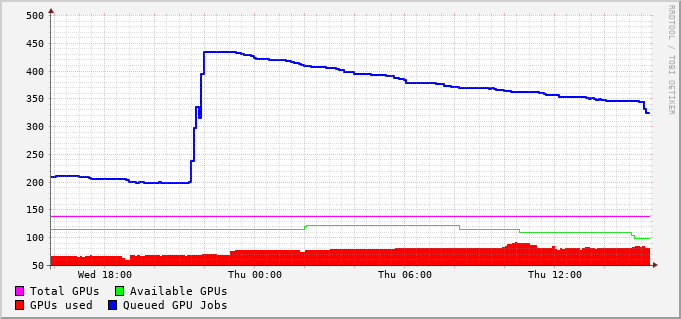 500
450
400
350
300
250
200
150
100
50
Wed 18:00 Thu 00:00 Thu 06:00 Thu 12:00
Total GPUs Available GPUs
GPUs used Queued GPU Jobs
RRDTOOL / TOBI OETIKER